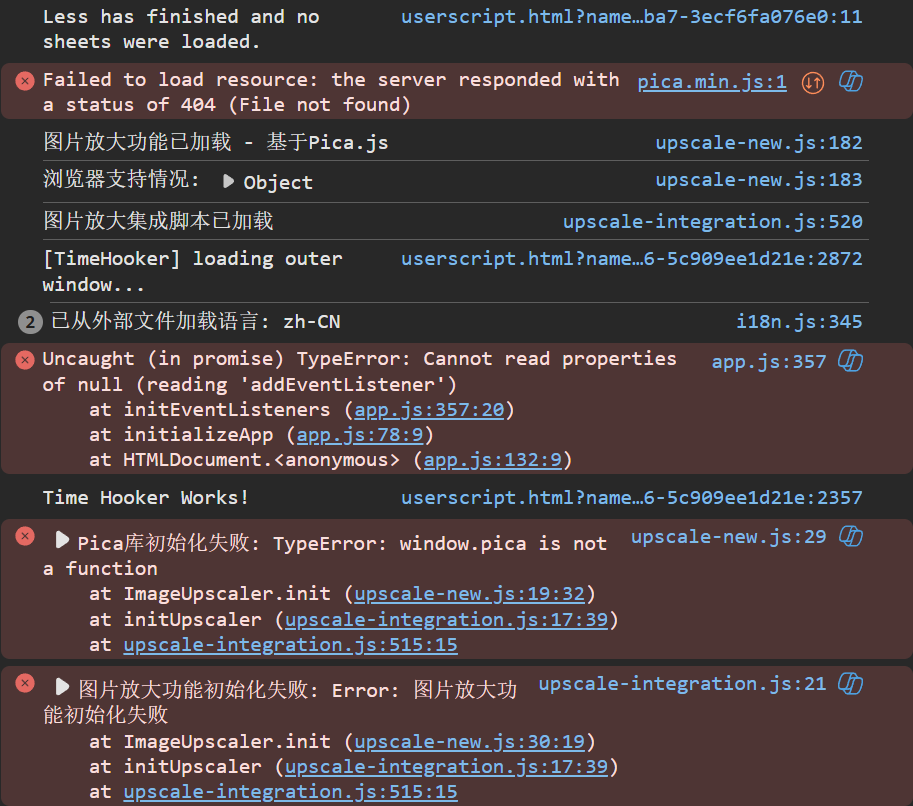 Less has finished and no userscript.html?name…ba7-3ecf6fa076e0:11
sheets were loaded.
Failed to load resource: the server responded with pica.min.js:1
a status of 404 (File not found)
图片放大功能已加载 - 基于Pica.js upscale-new.js:182
浏览器支持情况: ▶ Object upscale-new.js:183
图片放大集成脚本已加载 upscale-integration.js:520
[TimeHooker] loading outer userscript.html?name…6-5c909ee1d21e:2872
window...
2 已从外部文件加载语言: zh-CN i18n.js:345
Uncaught (in promise) TypeError: Cannot read properties app.js:357
of null (reading 'addEventListener')
at initEventListeners (app.js:357:20)
at initializeApp (app.js:78:9)
at HTMLDocument.<anonymous> (app.js:132:9)
Time Hooker Works! userscript.html?name…6-5c909ee1d21e:2357
▶ Pica库初始化失败: TypeError: window.pica is not upscale-new.js:29
a function
at ImageUpscaler.init (upscale-new.js:19:32)
at initUpscaler (upscale-integration.js:17:39)
at upscale-integration.js:515:15
▶ 图片放大功能初始化失败: Error: 图片放大功 upscale-integration.js:21
能初始化失败
at ImageUpscaler.init (upscale-new.js:30:19)
at initUpscaler (upscale-integration.js:17:39)
at upscale-integration.js:515:15